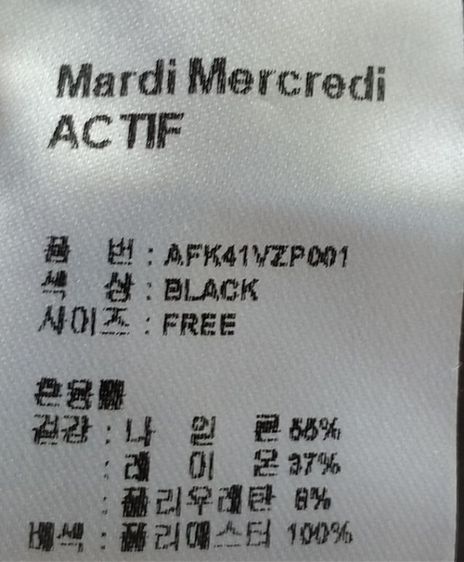 Mardi Mercredi
ACTIF
품 번 : AFK41VZP001
색 상 : BLACK
사이즈 : FREE
혼용률
겉감 : 나 일 론 55%
: 레 이 온 37%
: 폴리우레탄 8%
배색 : 폴리에스터 100%